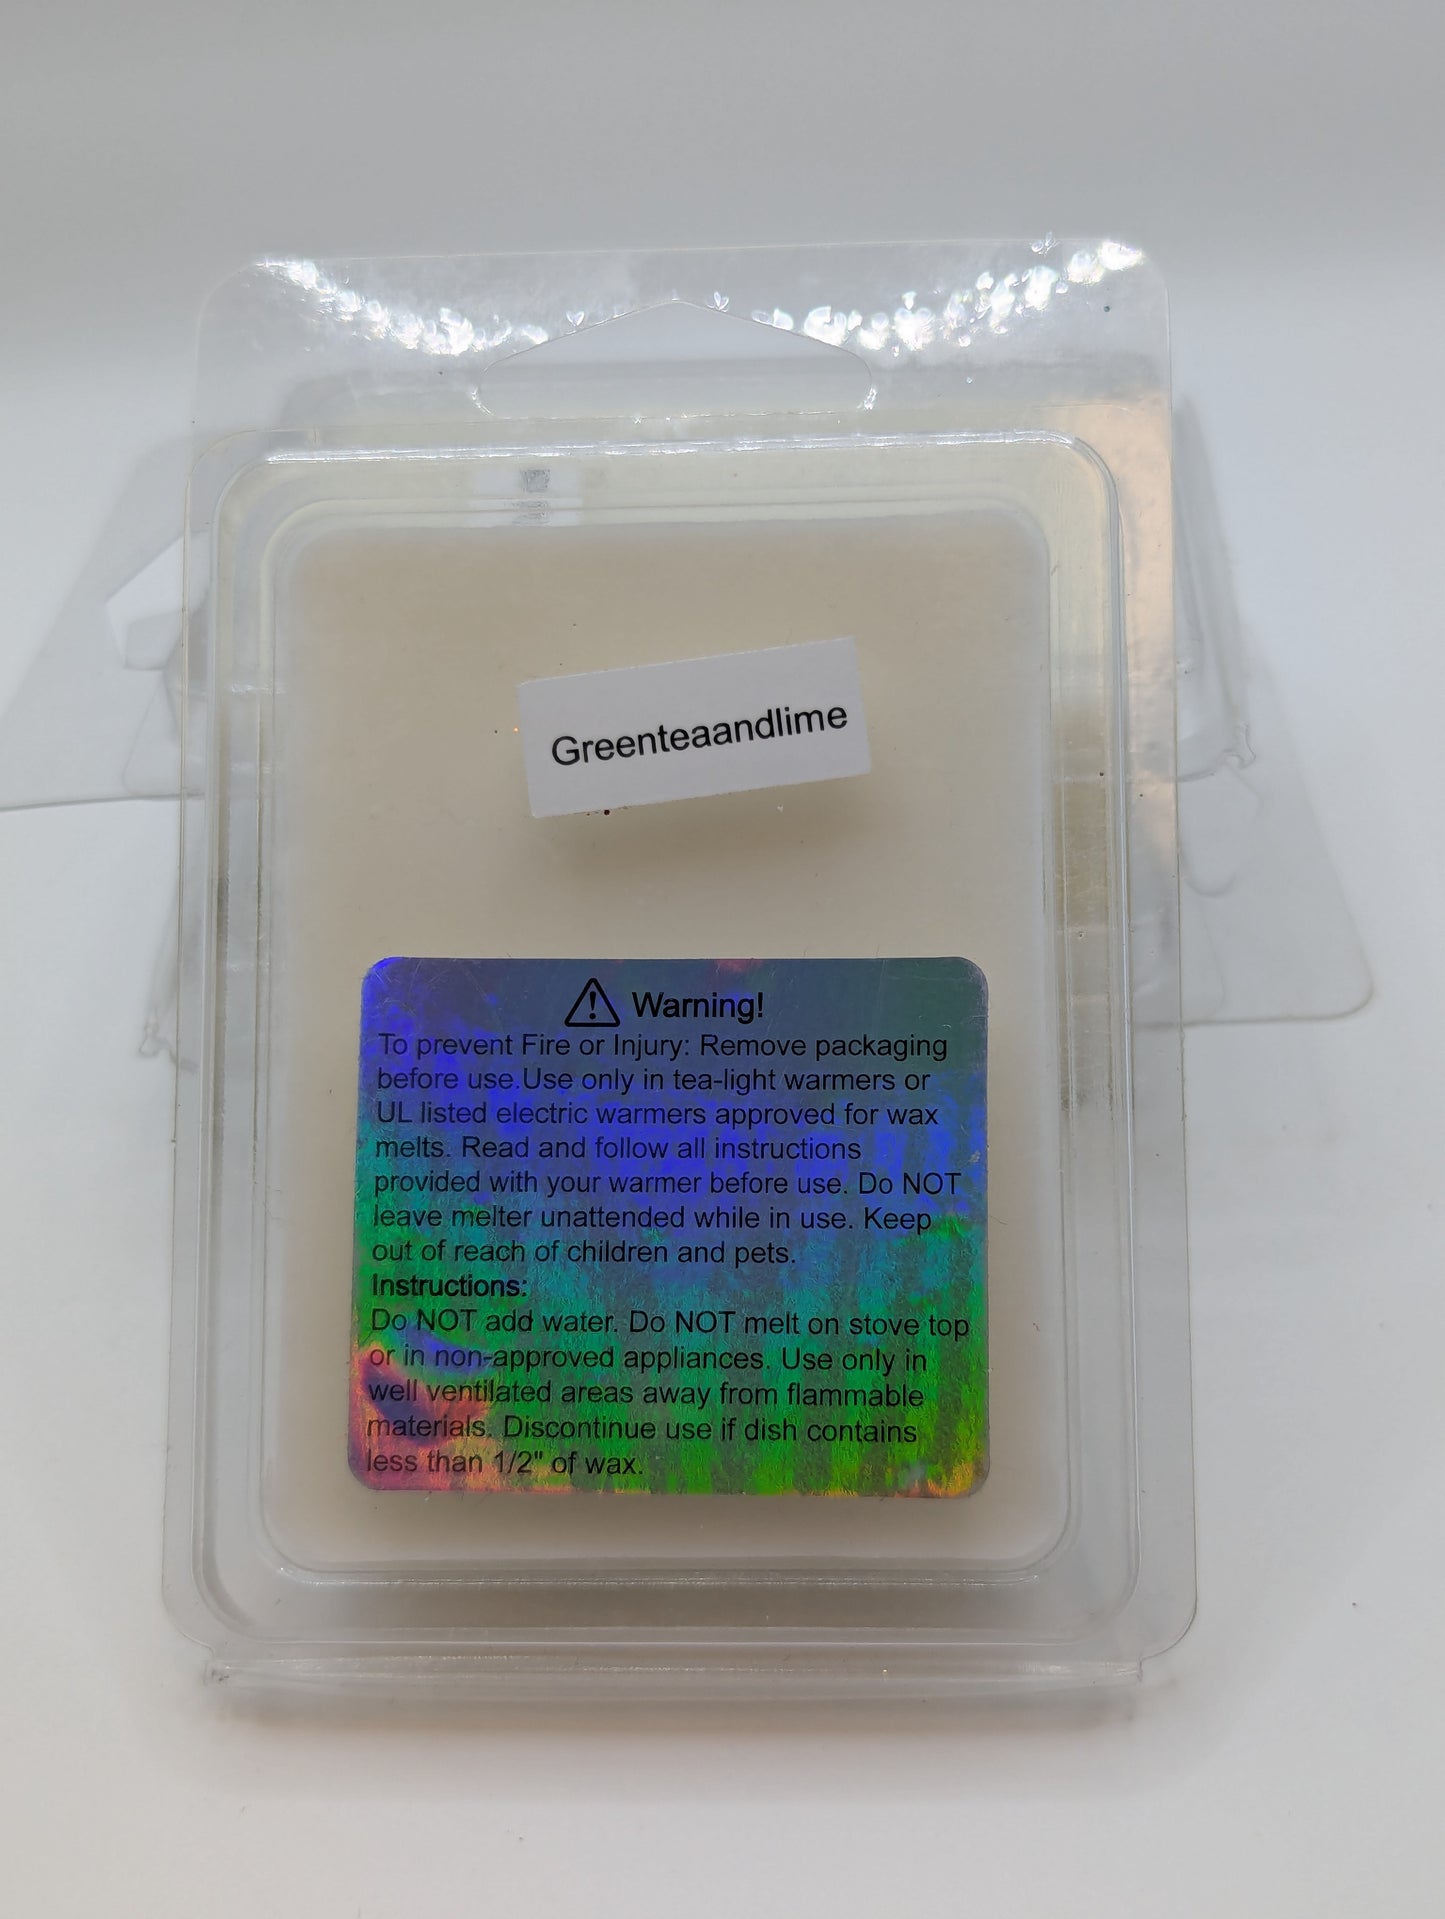 Greenteaandlime
Warning!
To prevent Fire or Injury: Remove packaging
before use.Use only in tea-light warmers or
UL listed electric warmers approved for wax
melts. Read and follow all instructions
provided with your warmer before use. Do NOT
leave melter unattended while in use. Keep
out of reach of children and pets.
Instructions:
Do NOT add water. Do NOT melt on stove top
or in non-approved appliances. Use only in
well ventilated areas away from flammable
materials. Discontinue use if dish contains
less than 1/2" of wax.